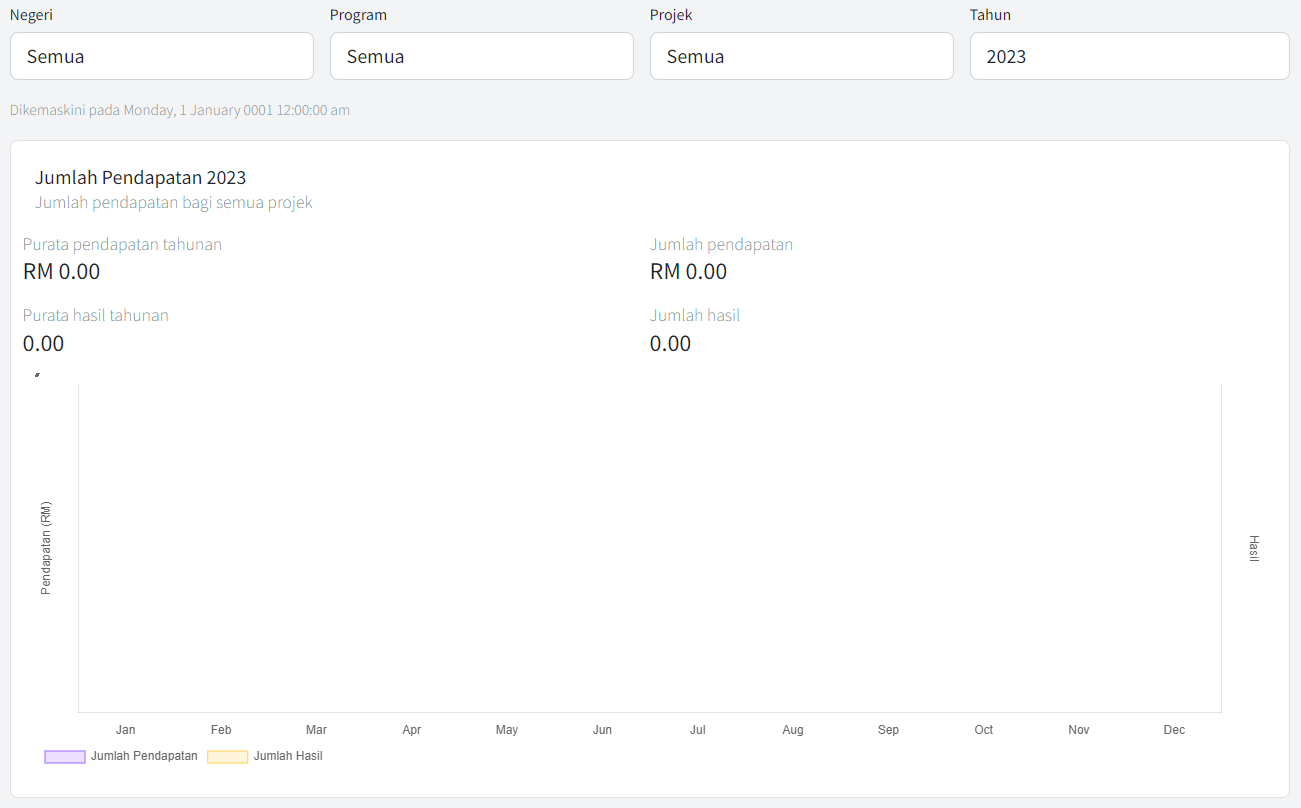 Negeri Program Projek Tahun
Semua Semua Semua 2023
Dikemaskini pada Monday, 1 January 0001 12:00:00 am
Jumlah Pendapatan 2023
Jumlah pendapatan bagi semua projek
Purata pendapatan tahunan Jumlah pendapatan
RM 0.00 RM 0.00
Purata hasil tahunan Jumlah hasil
0.00 0.00
Pendapatan (RM)
Hasil
Jan Feb Mar Apr May Jun Jul Aug Sep Oct Nov Dec
Jumlah Pendapatan Jumlah Hasil